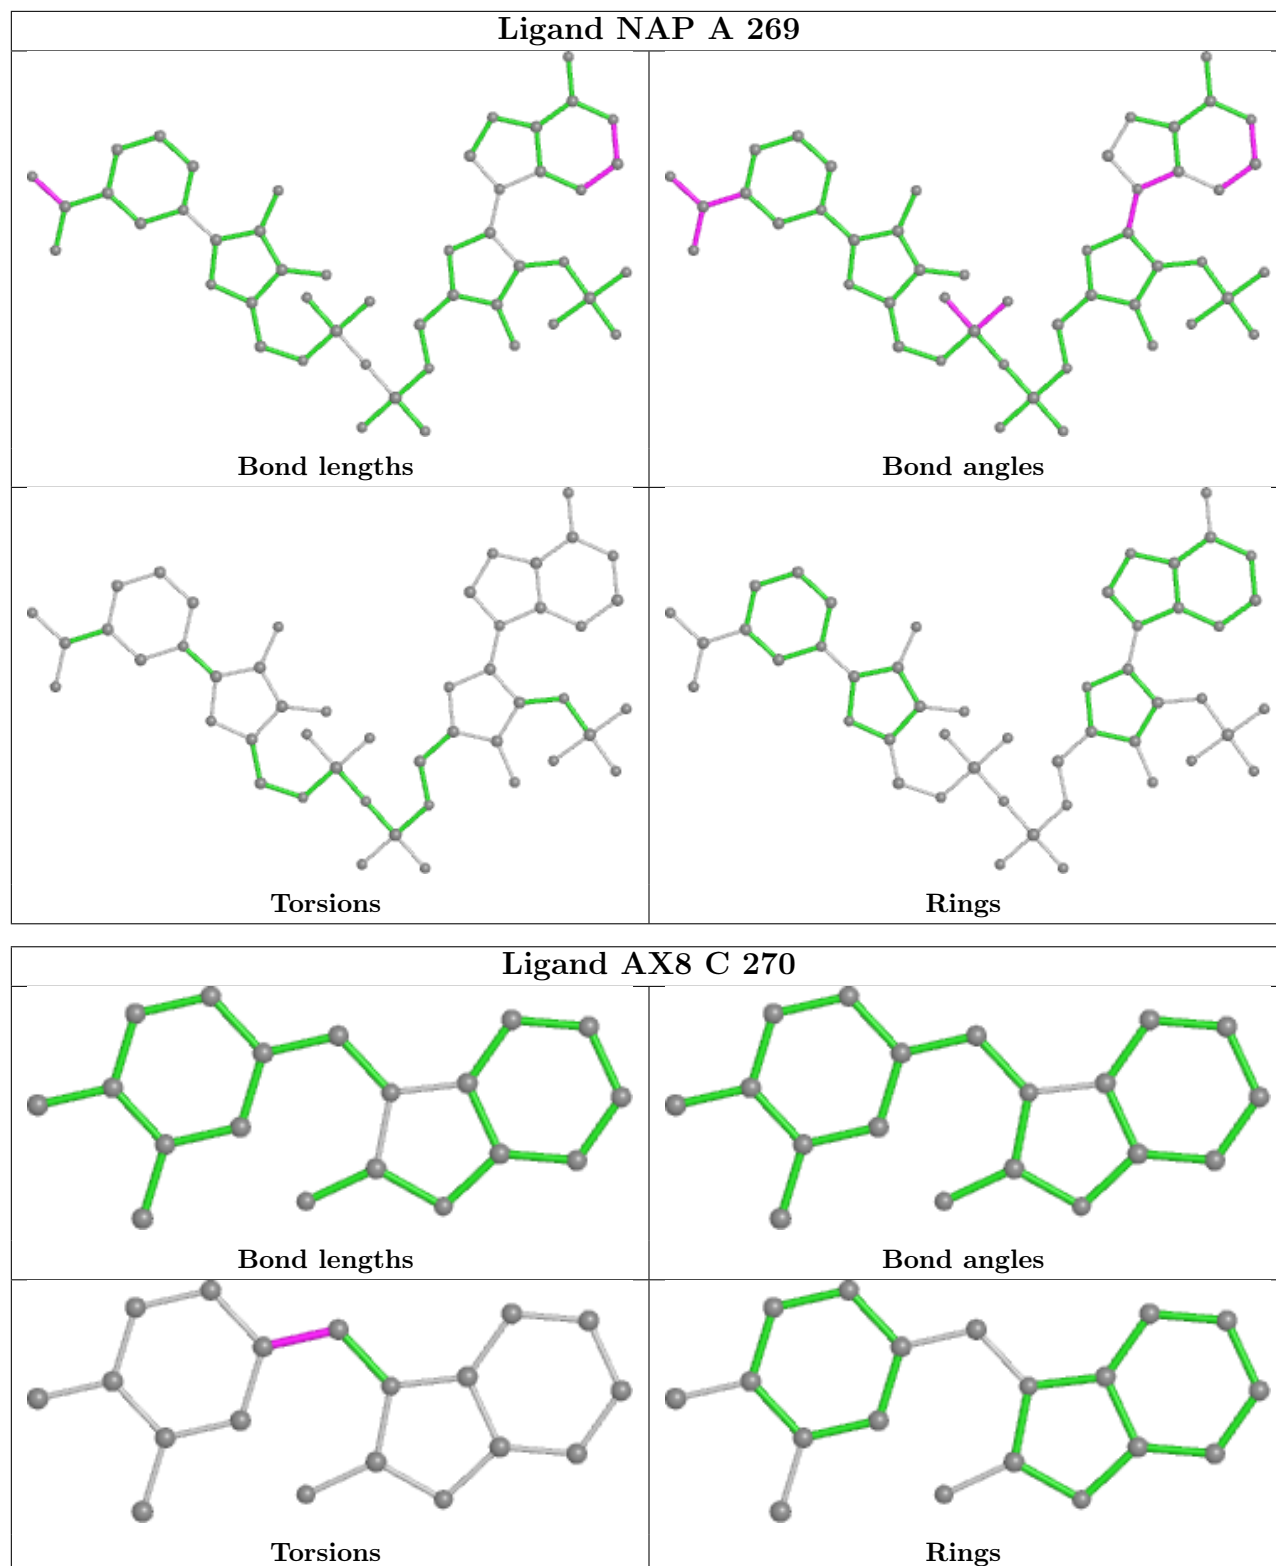 Ligand NAP A 269
Bond lengths
Bond angles
Torsions
Rings
Ligand AX8 C 270
Bond lengths
Bond angles
Torsions
Rings